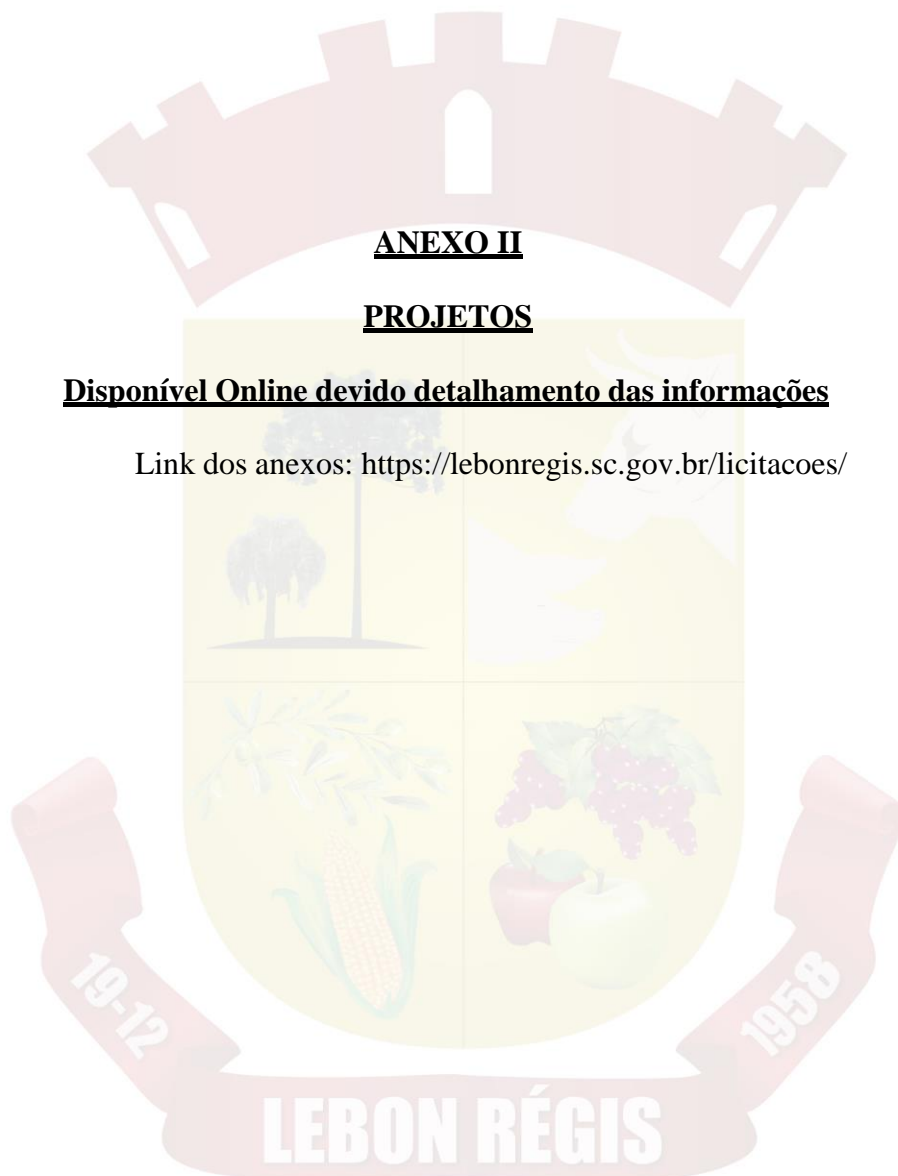 ANEXO II
PROJETOS
Disponível Online devido detalhamento das informações
Link dos anexos: https://lebonregis.sc.gov.br/licitacoes/
19-12
1958
LEBON RÉGIS